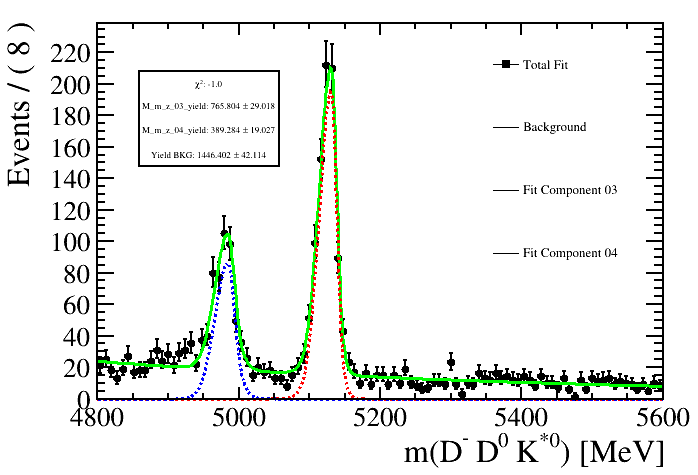 Events / ( 8 )
220
200
180
160
140
120
100
80
60
40
20
0
χ²: -1.0
M_m_z_03_yield: 765.804 ± 29.018
M_m_z_04_yield: 389.284 ± 19.027
Yield BKG: 1446.402 ± 42.114
Total Fit
Background
Fit Component 03
Fit Component 04
4800 5000 5200 5400 5600
m(D⁻ D⁰ K*⁰) [MeV]